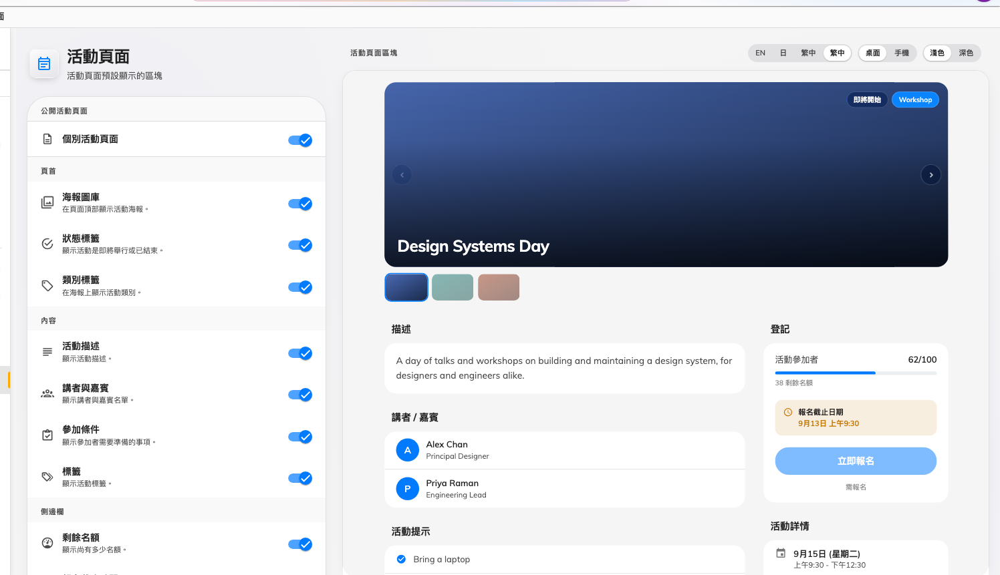 面
活動頁面
活動頁面預設顯示的區塊
公開活動頁面
個別活動頁面
頁首
海報圖庫
在頁面頂部顯示活動海報。
狀態標籤
顯示活動是即將舉行或已結束。
類別標籤
在海報上顯示活動類別。
內容
活動描述
顯示活動描述。
講者與嘉賓
顯示講者與嘉賓名單。
參加條件
顯示參加者需要準備的事項。
標籤
顯示活動標籤。
側邊欄
剩餘名額
顯示尚有多少名額。
活動頁面區塊
EN 日 繁中 繁中 桌面 手機 淺色 深色
即將開始 Workshop
Design Systems Day
描述
A day of talks and workshops on building and maintaining a design system, for
designers and engineers alike.
講者 / 嘉賓
A
Alex Chan
Principal Designer
P
Priya Raman
Engineering Lead
活動提示
Bring a laptop
登記
活動參加者 62/100
38 剩餘名額
報名截止日期
9月13日 上午9:30
立即報名
需報名
活動詳情
9月15日 (星期二)
上午9:30 - 下午12:30